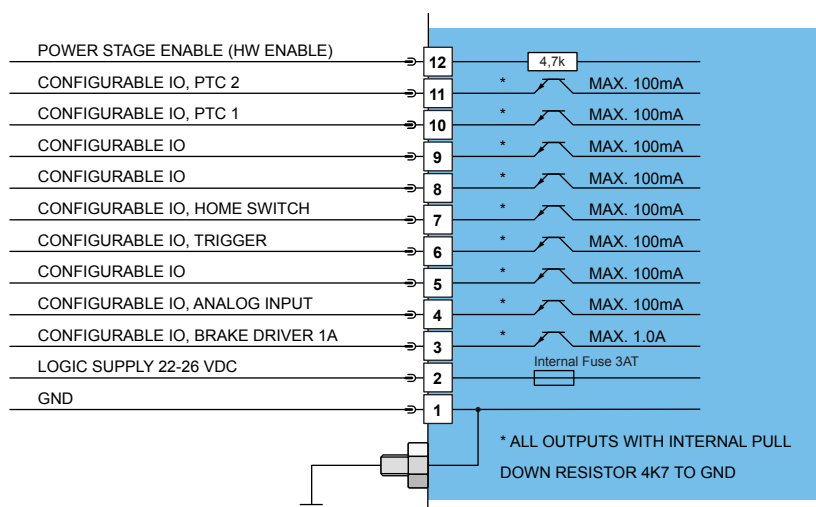 POWER STAGE ENABLE (HW ENABLE) 12 4,7k
CONFIGURABLE IO, PTC 2 11 * MAX. 100mA
CONFIGURABLE IO, PTC 1 10 * MAX. 100mA
CONFIGURABLE IO 9 * MAX. 100mA
CONFIGURABLE IO 8 * MAX. 100mA
CONFIGURABLE IO, HOME SWITCH 7 * MAX. 100mA
CONFIGURABLE IO, TRIGGER 6 * MAX. 100mA
CONFIGURABLE IO 5 * MAX. 100mA
CONFIGURABLE IO, ANALOG INPUT 4 * MAX. 100mA
CONFIGURABLE IO, BRAKE DRIVER 1A 3 * MAX. 1.0A
LOGIC SUPPLY 22-26 VDC 2 Internal Fuse 3AT
GND 1
* ALL OUTPUTS WITH INTERNAL PULL
DOWN RESISTOR 4K7 TO GND